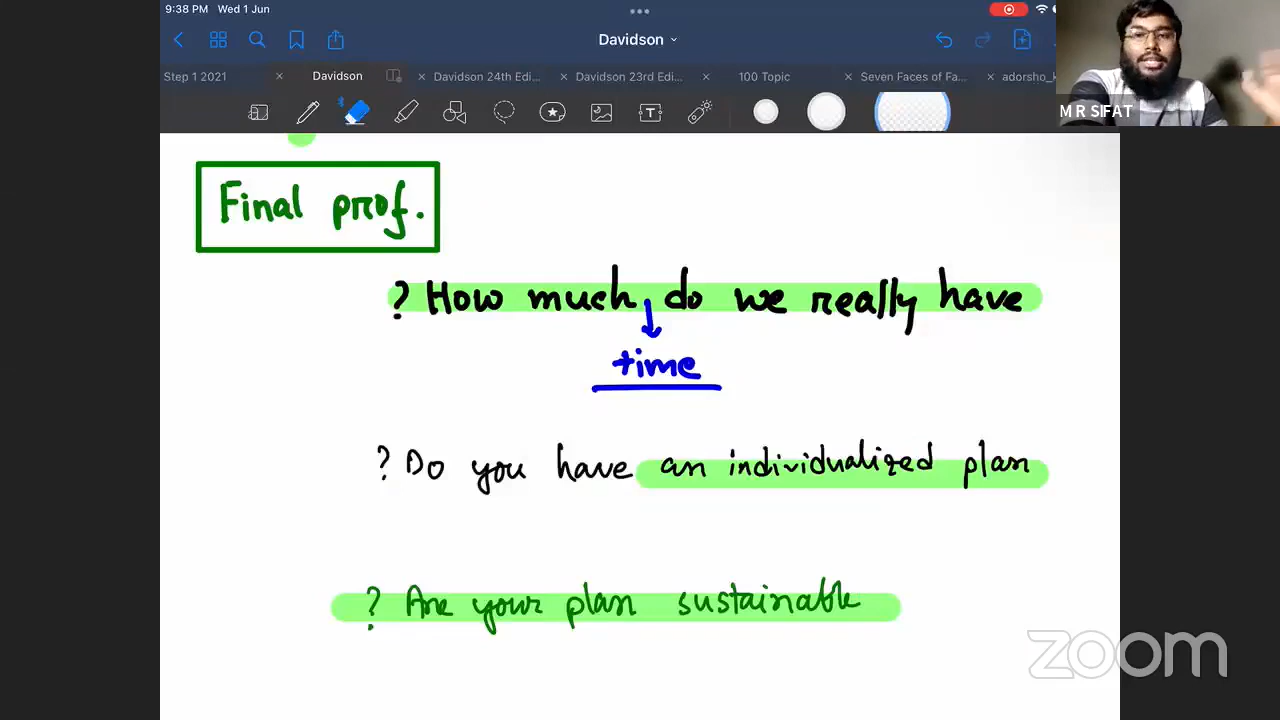 9:38 PM Wed 1 Jun
Davidson
Step 1 2021
Davidson
Davidson 24th Edi...
Davidson 23rd Edi...
100 Topic
Seven Faces of Fa...
adorsho_k
M R SIFAT
Final prof.
? How much do we really have
time
? Do you have an individualized plan
? Are your plan sustainable
zoom